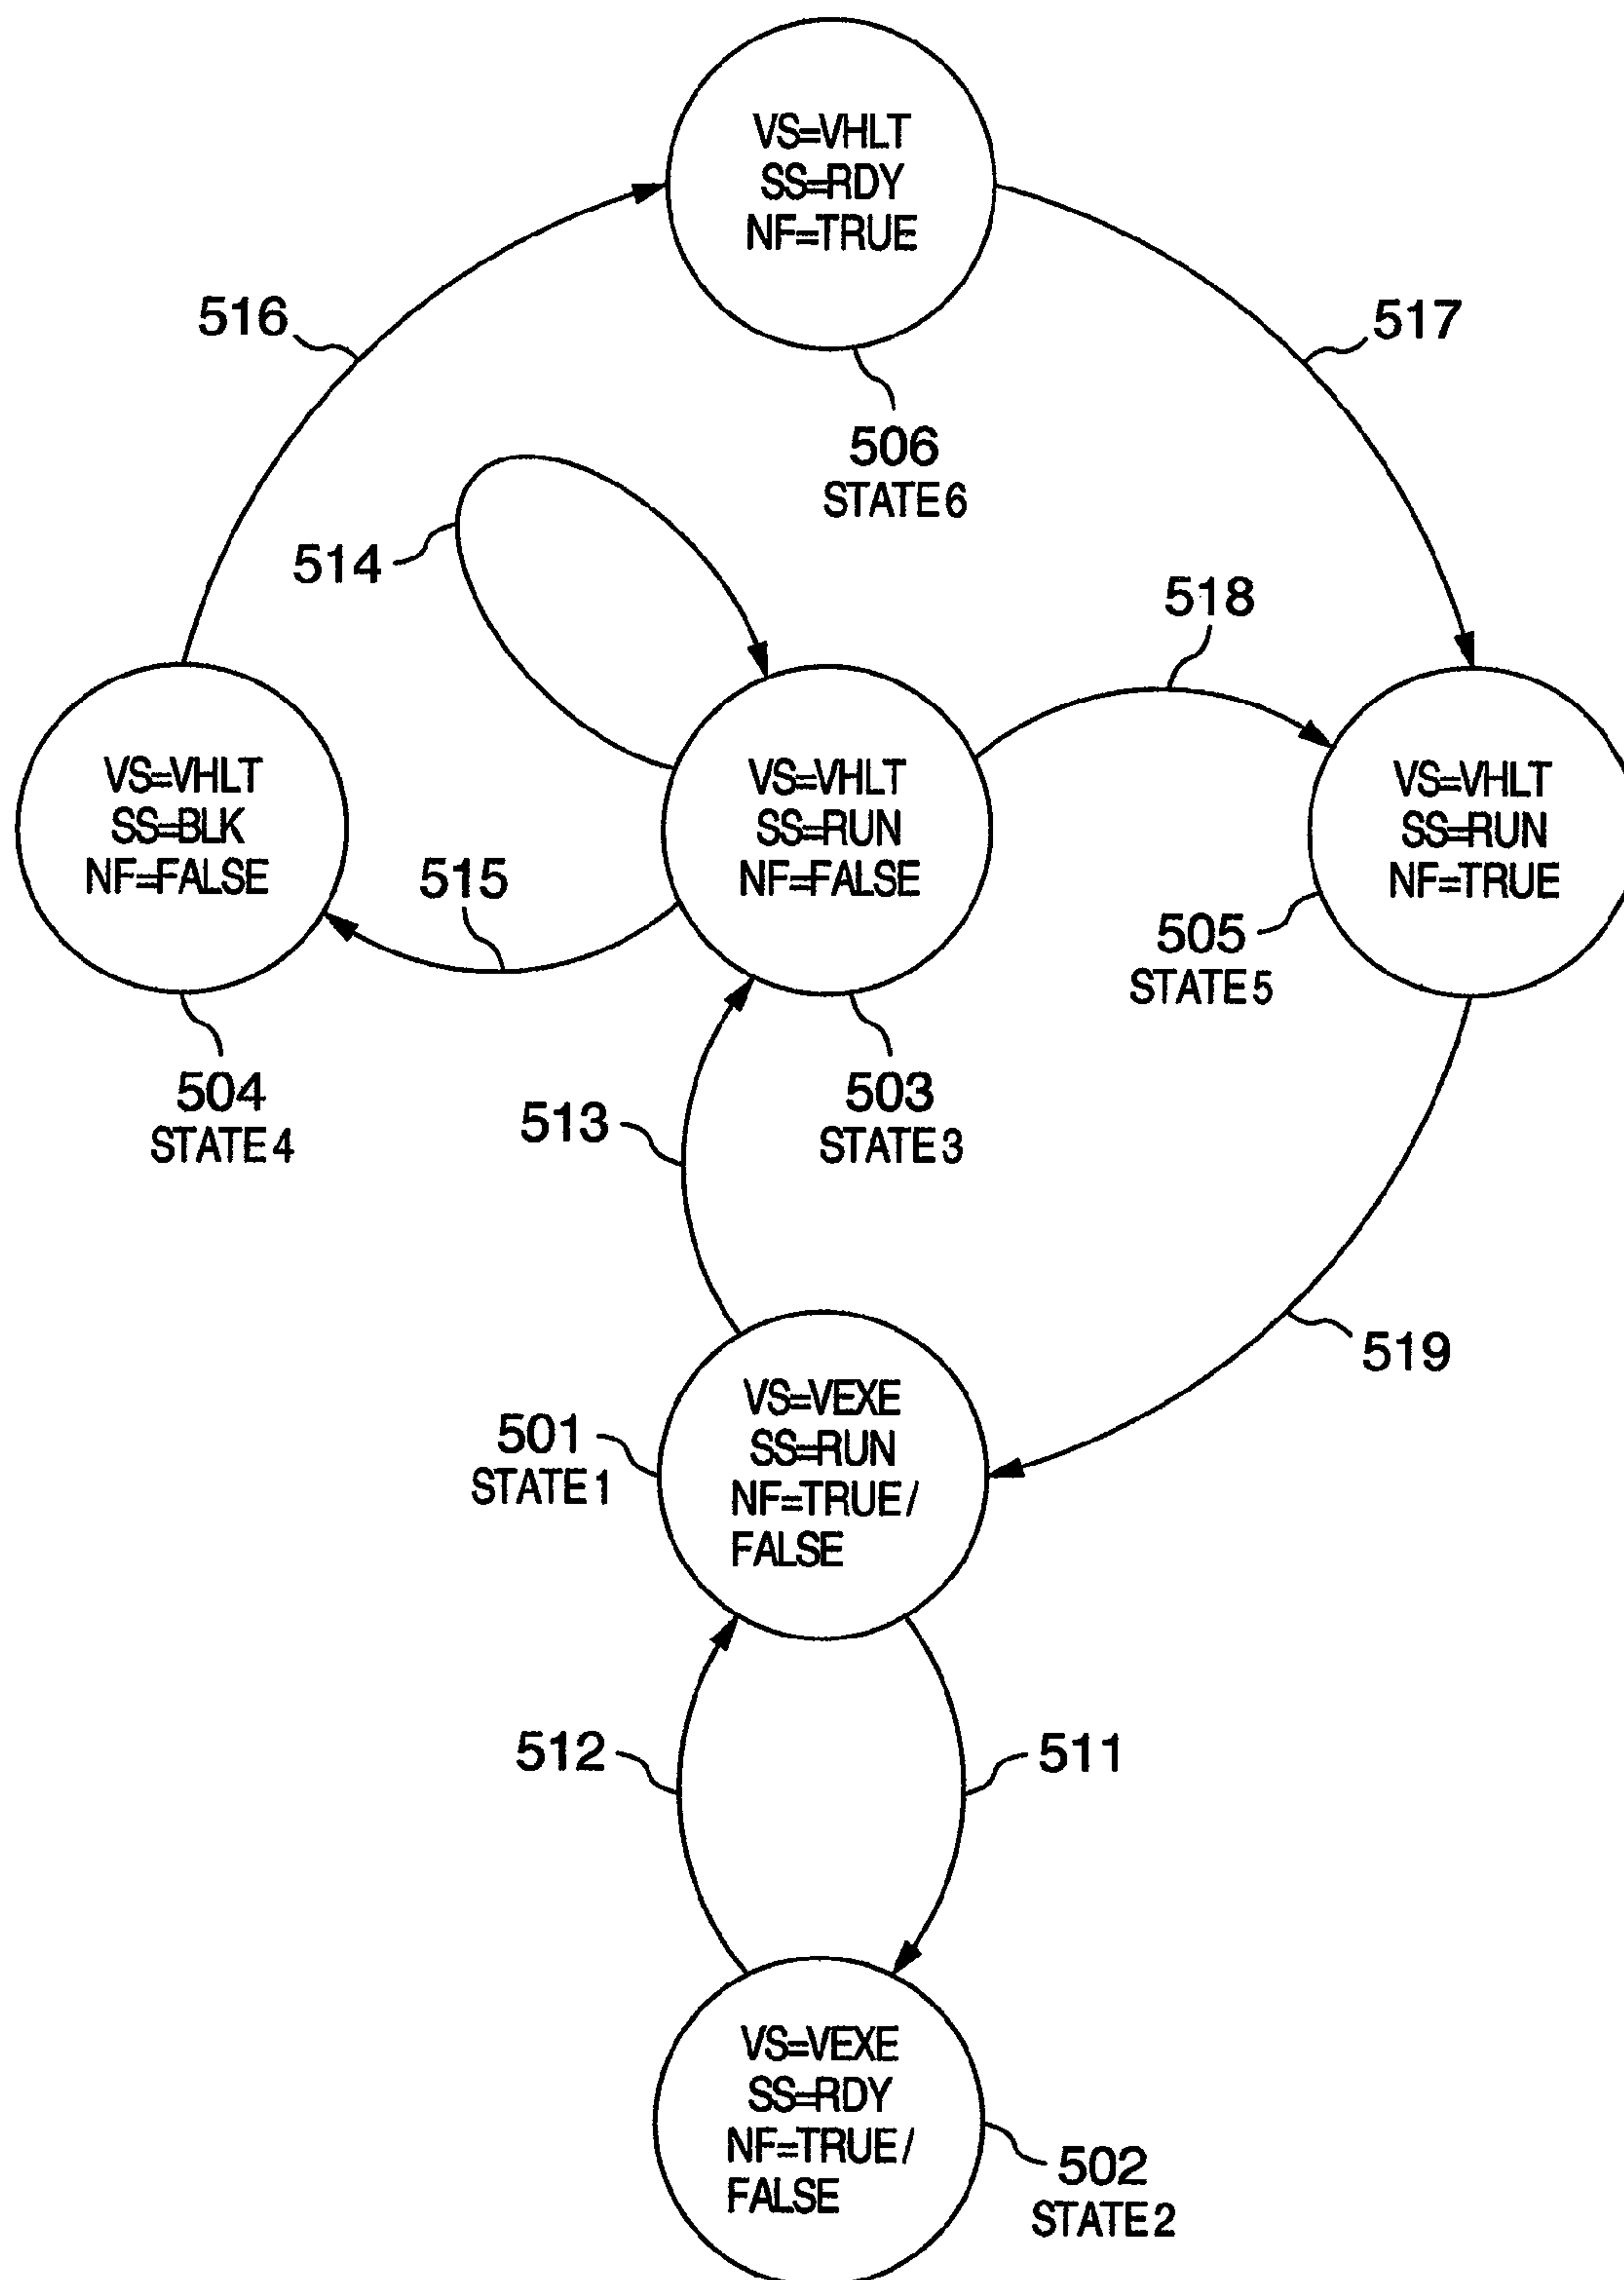 VS=VHLT
SS=RDY
NF=TRUE
516
517
506
STATE 6
514
518
VS=VHLT
SS=BLK
NF=FALSE
VS=VHLT
SS=RUN
NF=FALSE
VS=VHLT
SS=RUN
NF=TRUE
515
505
STATE 5
504
STATE 4
503
STATE 3
513
519
501
STATE 1
VS=VEXE
SS=RUN
NF=TRUE /
FALSE
512
511
VS=VEXE
SS=RDY
NF=TRUE /
FALSE
502
STATE 2